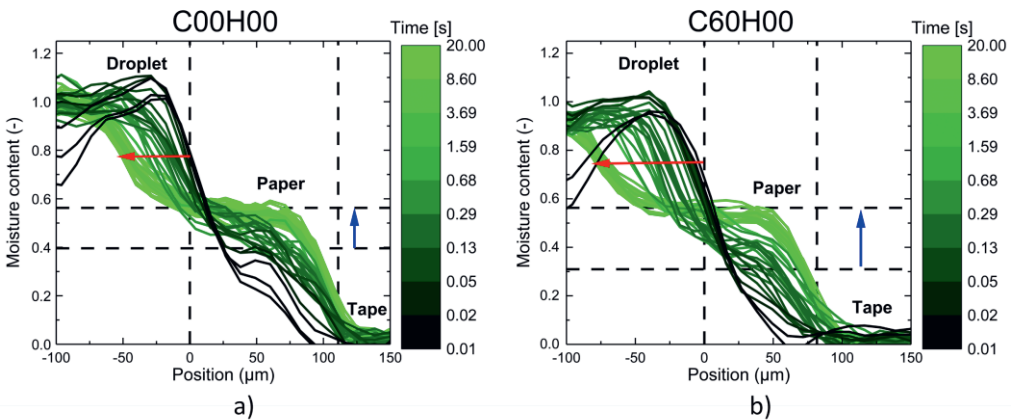 C00H00
Time [s]
1.2
1.0
0.8
0.6
0.4
0.2
0.0
Moisture content (-)
Droplet
Paper
Tape
-100
-50
0
50
100
150
Position (µm)
20.00
8.60
3.69
1.59
0.68
0.29
0.13
0.05
0.02
0.01
a)
C60H00
Time [s]
1.2
1.0
0.8
0.6
0.4
0.2
0.0
Moisture content (-)
Droplet
Paper
Tape
-100
-50
0
50
100
150
Position (µm)
20.00
8.60
3.69
1.59
0.68
0.29
0.13
0.05
0.02
0.01
b)